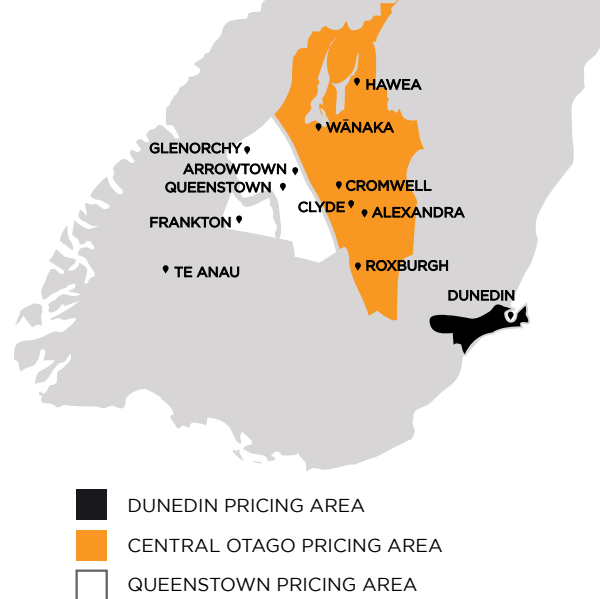 HAWEA
WĀNAKA
GLENORCHY
ARROWTOWN
QUEENSTOWN
CROMWELL
CLYDE
ALEXANDRA
FRANKTON
ROXBURGH
TE ANAU
DUNEDIN
DUNEDIN PRICING AREA
CENTRAL OTAGO PRICING AREA
QUEENSTOWN PRICING AREA